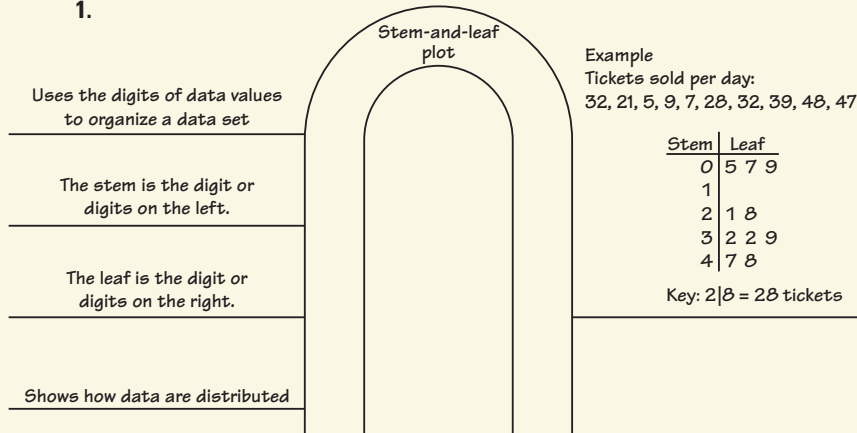 1.
Stem-and-leaf
plot
Uses the digits of data values
to organize a data set
The stem is the digit or
digits on the left.
The leaf is the digit or
digits on the right.
Shows how data are distributed
Example
Tickets sold per day:
32, 21, 5, 9, 7, 28, 32, 39, 48, 47
Stem Leaf
0 5 7 9
1
2 1 8
3 2 2 9
4 7 8
Key: 2|8 = 28 tickets